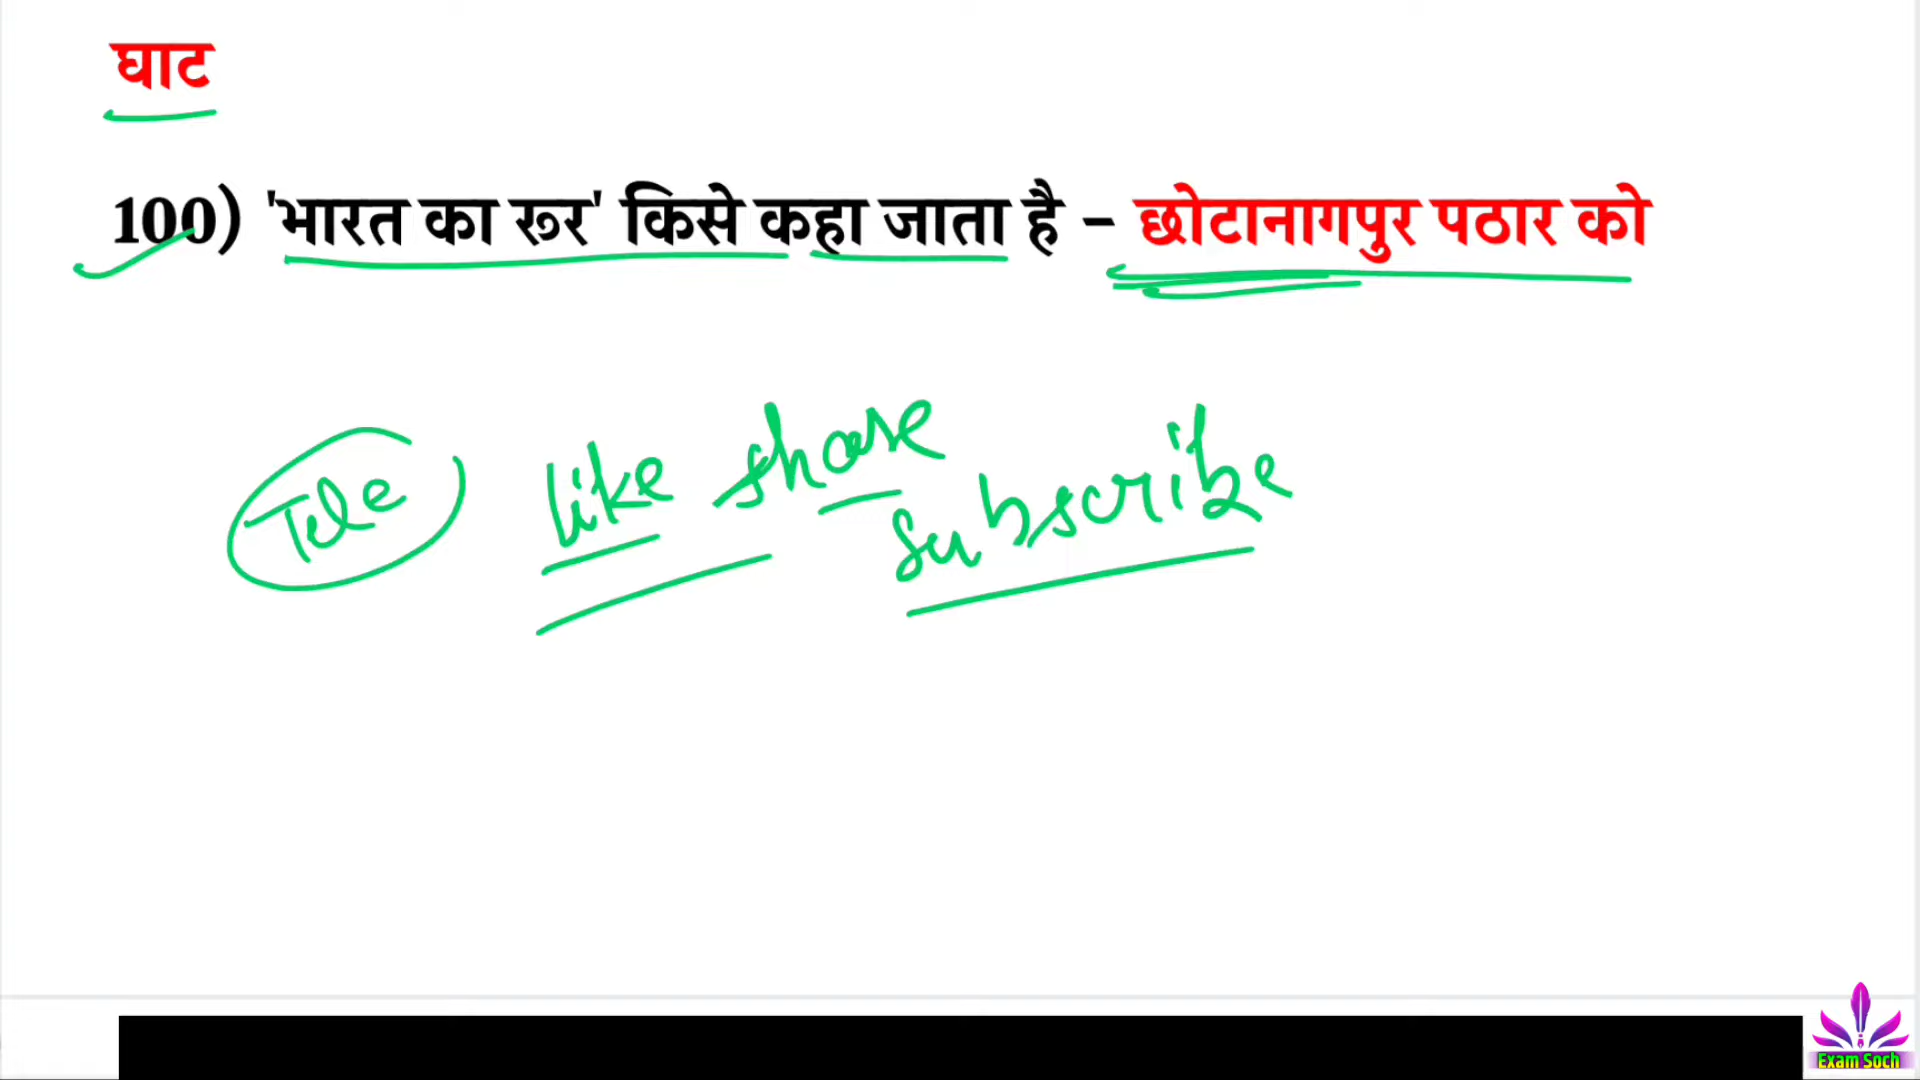 घाट
100) 'भारत का रूर' किसे कहा जाता है – छोटानागपुर पठार को
Tele like share
subscribe
Exam Soch